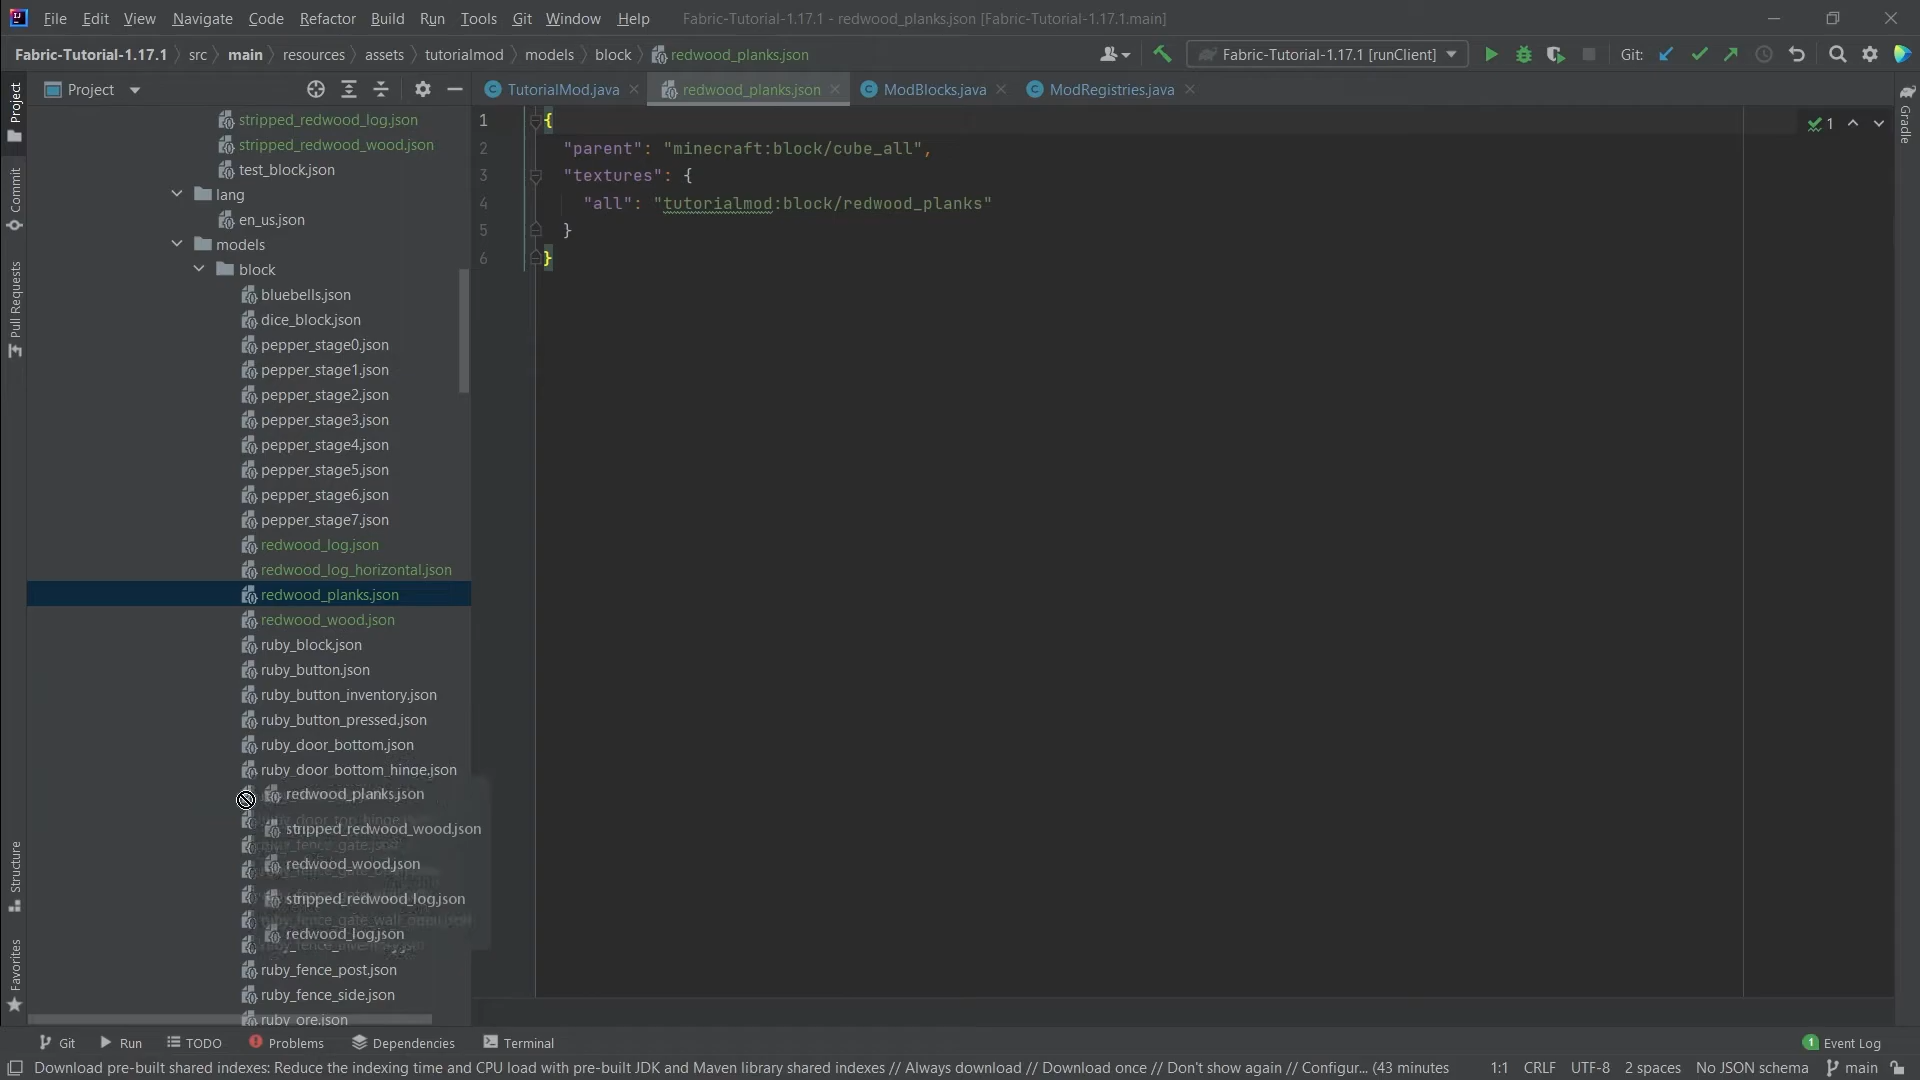 File Edit View Navigate Code Refactor Build Run Tools Git Window Help Fabric-Tutorial-1.17.1 - redwood_planks.json [Fabric-Tutorial-1.17.1.main]
Fabric-Tutorial-1.17.1 src main resources assets tutorialmod models block redwood_planks.json Fabric-Tutorial-1.17.1 [runClient] Git:
Project TutorialMod.java redwood_planks.json ModBlocks.java ModRegistries.java
Project
Commit
Pull Requests
Structure
Favorites
Gradle
stripped_redwood_log.json
stripped_redwood_wood.json
test_block.json
lang
en_us.json
models
block
bluebells.json
dice_block.json
pepper_stage0.json
pepper_stage1.json
pepper_stage2.json
pepper_stage3.json
pepper_stage4.json
pepper_stage5.json
pepper_stage6.json
pepper_stage7.json
redwood_log.json
redwood_log_horizontal.json
redwood_planks.json
redwood_wood.json
ruby_block.json
ruby_button.json
ruby_button_inventory.json
ruby_button_pressed.json
ruby_door_bottom.json
ruby_door_bottom_hinge.json
redwood_planks.json
stripped_redwood_wood.json
redwood_wood.json
stripped_redwood_log.json
redwood_log.json
ruby_fence_post.json
ruby_fence_side.json
ruby_ore.json
1 {
2 "parent": "minecraft:block/cube_all",
3 "textures": {
4 "all": "tutorialmod:block/redwood_planks"
5 }
6 }
1
Git Run TODO Problems Dependencies Terminal 1 Event Log
Download pre-built shared indexes: Reduce the indexing time and CPU load with pre-built JDK and Maven library shared indexes // Always download // Download once // Don't show again // Configur... (43 minutes 1:1 CRLF UTF-8 2 spaces No JSON schema main